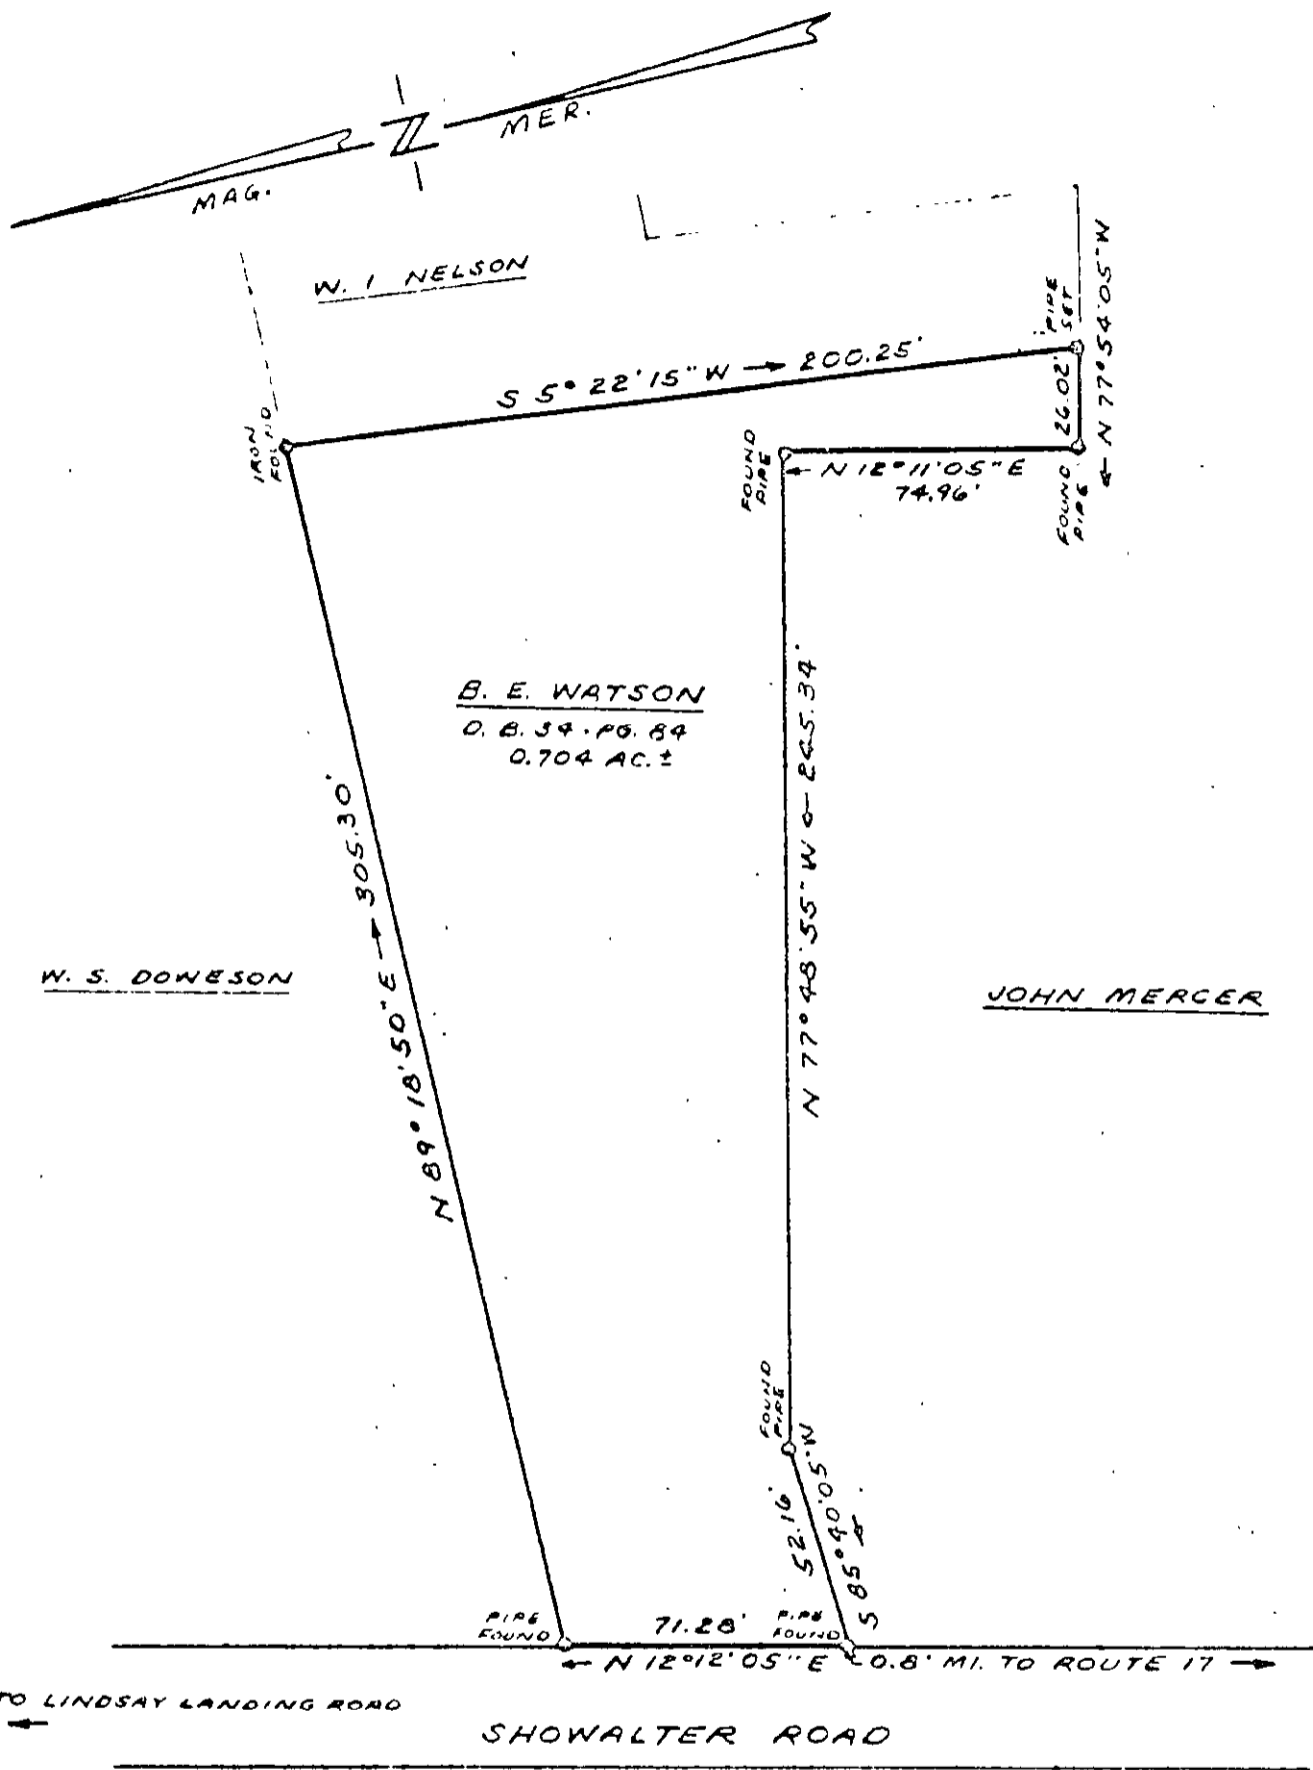 MAG.
MER.
W. I NELSON
S 5° 22' 15" W → 200.25'
IRON
FOUND
PIPE
SET
26.02'
← N 77° 54' 05" W
FOUND
PIPE
← N 12° 11' 05" E
74.96'
FOUND
PIPE
B. E. WATSON
D. B. 34 · PG. 84
0.704 AC. ±
N 89° 18' 50" E → 305.30'
N 77° 48' 55" W ← 265.34'
W. S. DOWESON
JOHN MERCER
FOUND
PIPE
52.16'
S 85° 40' 05" W
←
PIPE
FOUND
71.28'
PIPE
FOUND
← N 12° 12' 05" E
0.8' MI. TO ROUTE 17 →
TO LINDSAY LANDING ROAD
←
SHOWALTER ROAD